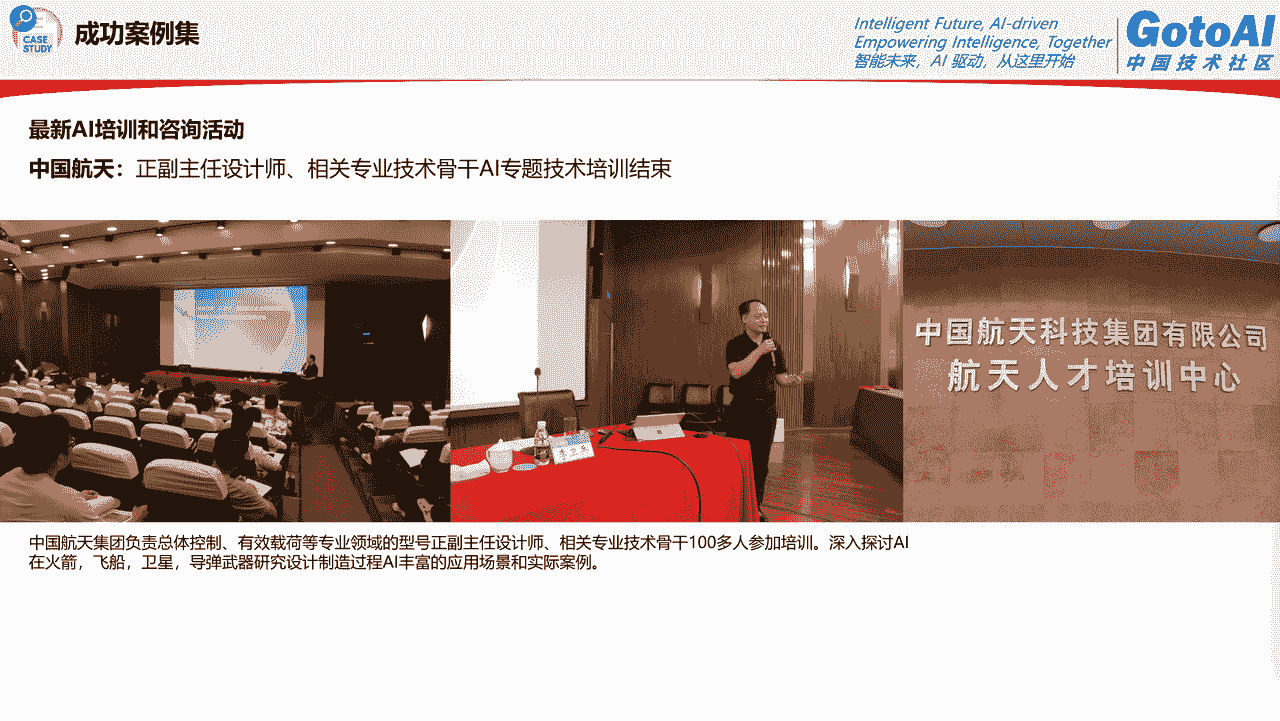 CASE
STUDY
成功案例集
Intelligent Future, AI-driven
Empowering Intelligence, Together
智能未来，AI 驱动，从这里开始
GotoAI
中国技术社区
最新AI培训和咨询活动
中国航天：正副主任设计师、相关专业技术骨干AI专题技术培训结束
中国航天科技集团有限公司
航天人才培训中心
中国航天集团负责总体控制、有效载荷等专业领域的型号正副主任设计师、相关专业技术骨干100多人参加培训。深入探讨AI
在火箭，飞船，卫星，导弹武器研究设计制造过程AI丰富的应用场景和实际案例。